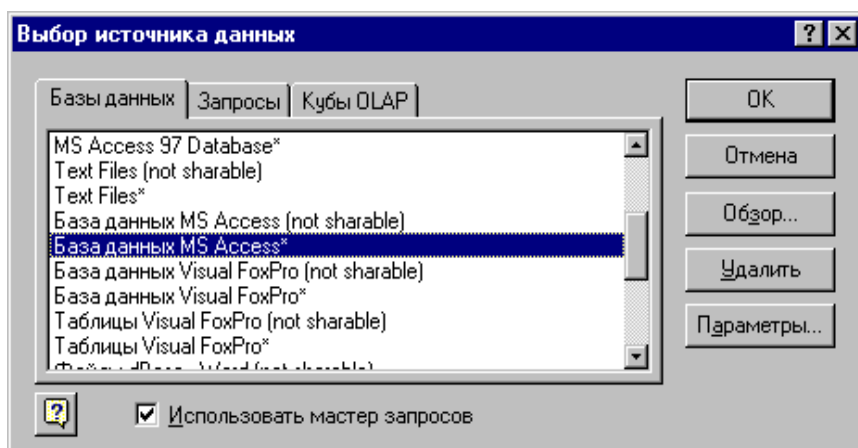 Выбор источника данных
Базы данных
Запросы
Кубы OLAP
MS Access 97 Database*
Text Files (not sharable)
Text Files*
База данных MS Access (not sharable)
База данных MS Access*
База данных Visual FoxPro (not sharable)
База данных Visual FoxPro*
Таблицы Visual FoxPro (not sharable)
Таблицы Visual FoxPro*
OK
Отмена
Обзор...
Удалить
Параметры...
Использовать мастер запросов